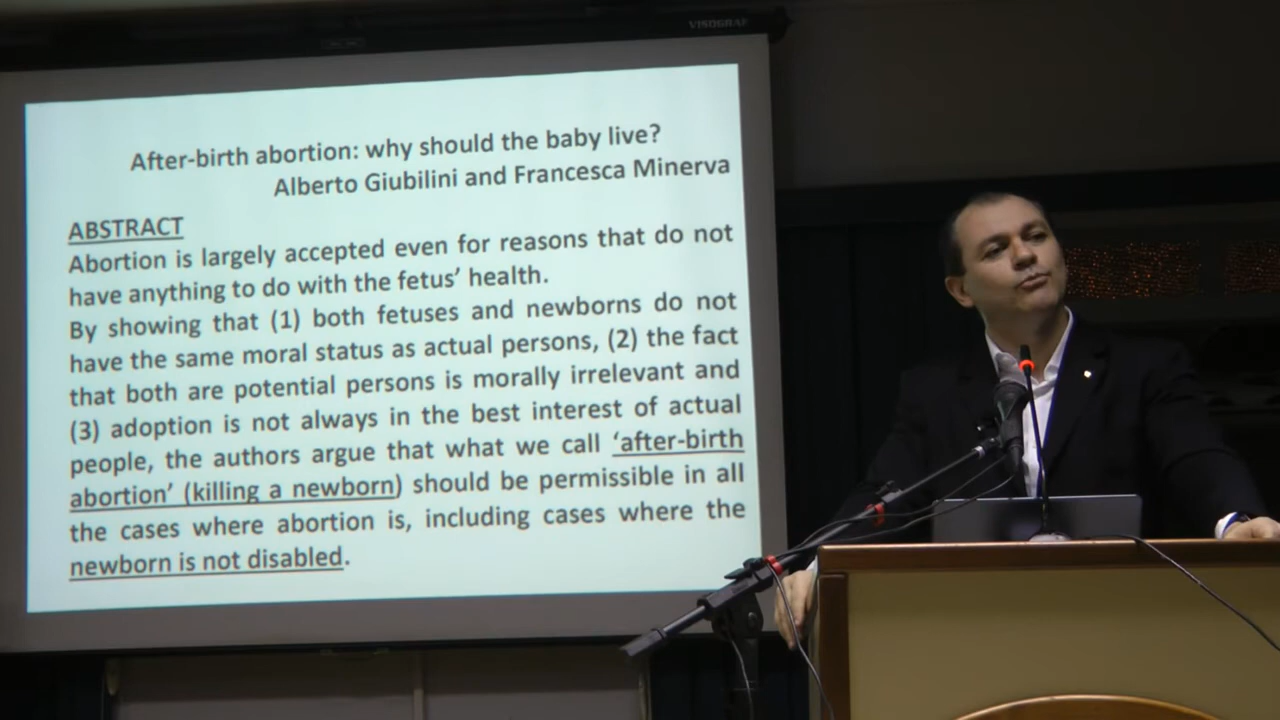 VISOGRAF
After-birth abortion: why should the baby live?
Alberto Giubilini and Francesca Minerva
ABSTRACT
Abortion is largely accepted even for reasons that do not
have anything to do with the fetus’ health.
By showing that (1) both fetuses and newborns do not
have the same moral status as actual persons, (2) the fact
that both are potential persons is morally irrelevant and
(3) adoption is not always in the best interest of actual
people, the authors argue that what we call ‘after-birth
abortion’ (killing a newborn) should be permissible in all
the cases where abortion is, including cases where the
newborn is not disabled.